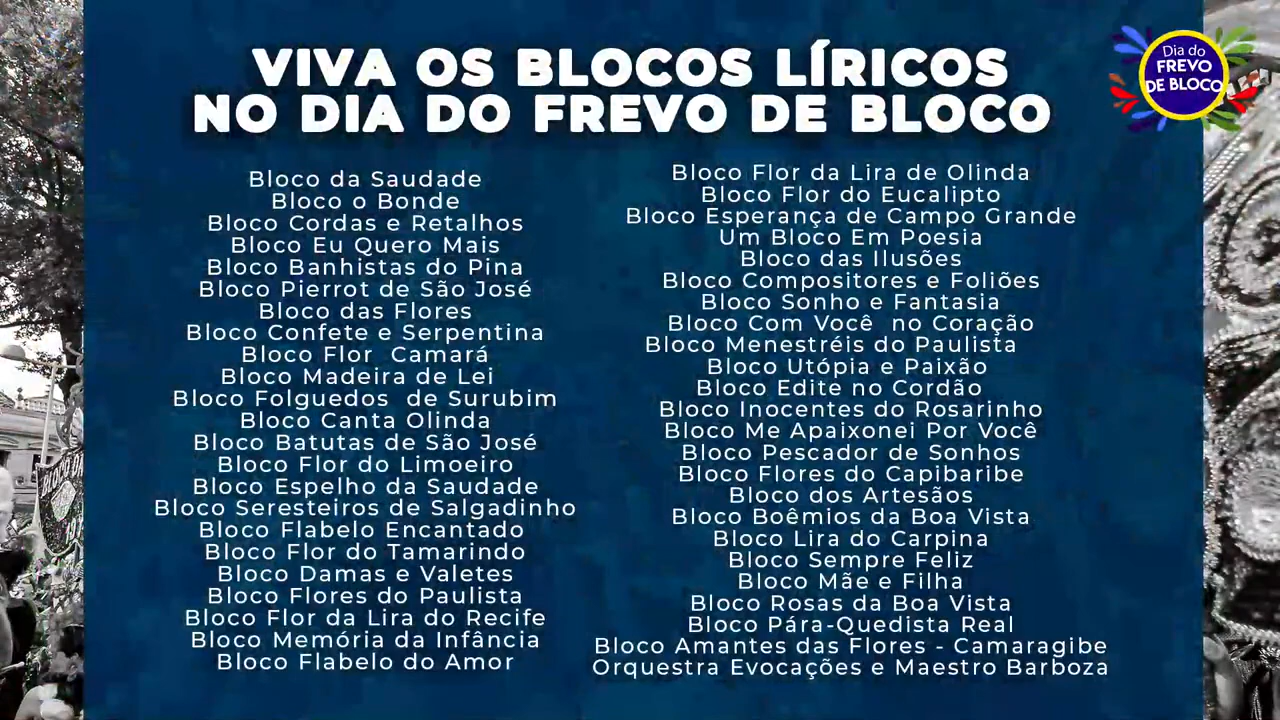 VIVA OS BLOCOS LÍRICOS
NO DIA DO FREVO DE BLOCO
Dia do
FREVO
DE BLOCO
Bloco da Saudade
Bloco o Bonde
Bloco Cordas e Retalhos
Bloco Eu Quero Mais
Bloco Banhistas do Pina
Bloco Pierrot de São José
Bloco das Flores
Bloco Confete e Serpentina
Bloco Flor Camará
Bloco Madeira de Lei
Bloco Folguedos de Surubim
Bloco Canta Olinda
Bloco Batutas de São José
Bloco Flor do Limoeiro
Bloco Espelho da Saudade
Bloco Seresteiros de Salgadinho
Bloco Flabelo Encantado
Bloco Flor do Tamarindo
Bloco Damas e Valetes
Bloco Flores do Paulista
Bloco Flor da Lira do Recife
Bloco Memória da Infância
Bloco Flabelo do Amor
Bloco Flor da Lira de Olinda
Bloco Flor do Eucalipto
Bloco Esperança de Campo Grande
Um Bloco Em Poesia
Bloco das Ilusões
Bloco Compositores e Foliões
Bloco Sonho e Fantasia
Bloco Com Você no Coração
Bloco Menestréis do Paulista
Bloco Utópia e Paixão
Bloco Edite no Cordão
Bloco Inocentes do Rosarinho
Bloco Me Apaixonei Por Você
Bloco Pescador de Sonhos
Bloco Flores do Capibaribe
Bloco dos Artesãos
Bloco Boêmios da Boa Vista
Bloco Lira do Carpina
Bloco Sempre Feliz
Bloco Mãe e Filha
Bloco Rosas da Boa Vista
Bloco Pára-Quedista Real
Bloco Amantes das Flores - Camaragibe
Orquestra Evocações e Maestro Barboza